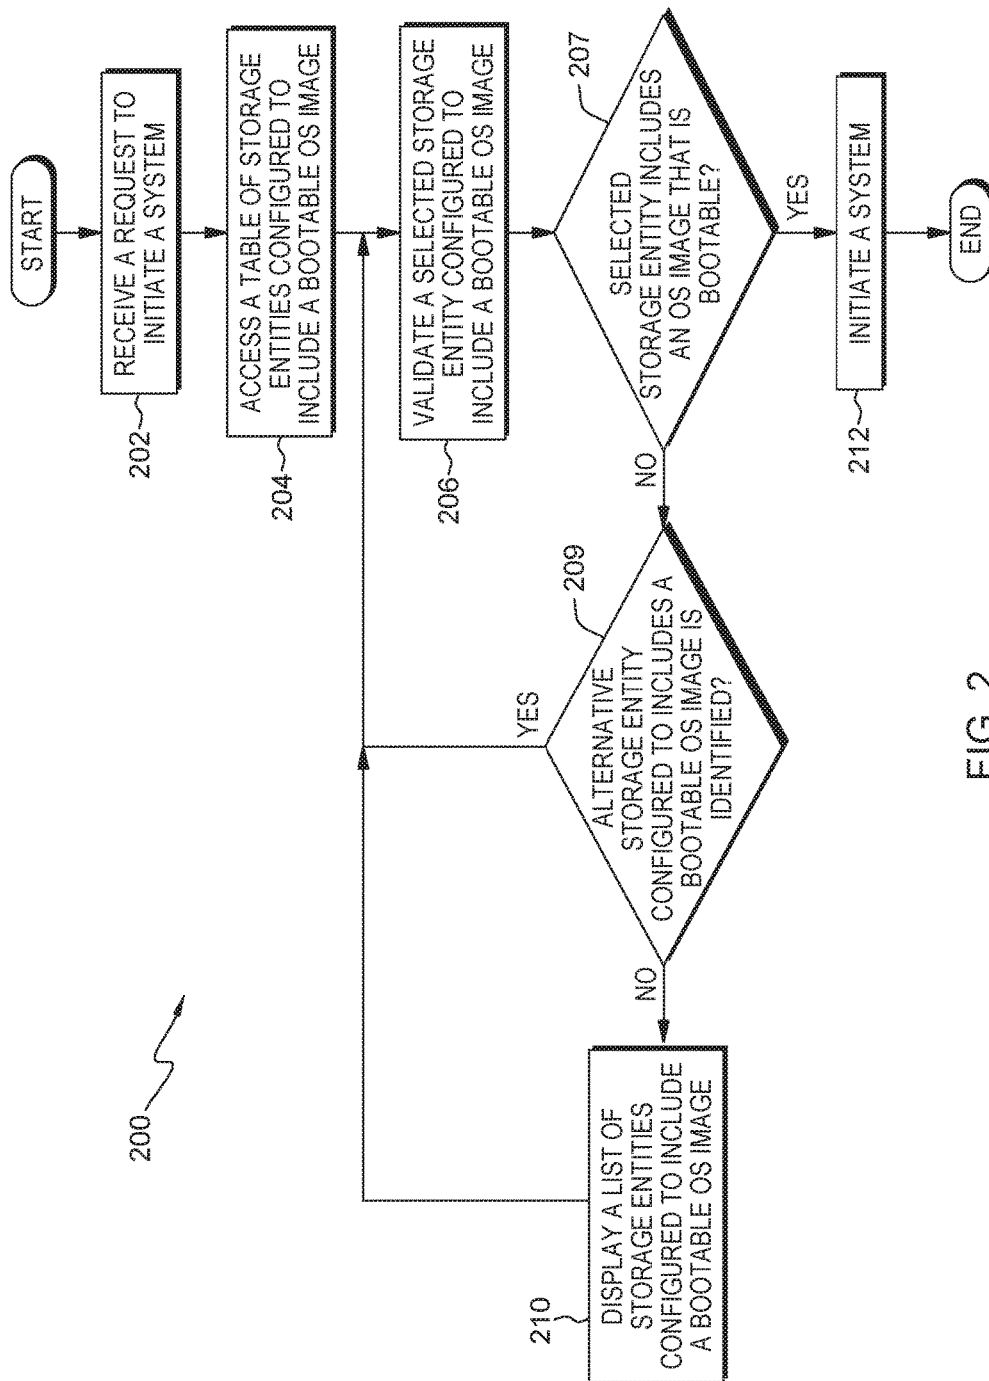 START
RECEIVE A REQUEST TO
INITIATE A SYSTEM
202
ACCESS A TABLE OF STORAGE
ENTITIES CONFIGURED TO
INCLUDE A BOOTABLE OS IMAGE
204
VALIDATE A SELECTED STORAGE
ENTITY CONFIGURED TO
INCLUDE A BOOTABLE OS IMAGE
206
SELECTED
STORAGE ENTITY INCLUDES
AN OS IMAGE THAT IS
BOOTABLE?
207
NO
YES
ALTERNATIVE
STORAGE ENTITY
CONFIGURED TO INCLUDES A
BOOTABLE OS IMAGE IS
IDENTIFIED?
209
YES
NO
DISPLAY A LIST OF
STORAGE ENTITIES
CONFIGURED TO INCLUDE
A BOOTABLE OS IMAGE
210
INITIATE A SYSTEM
212
END
200
FIG. 2